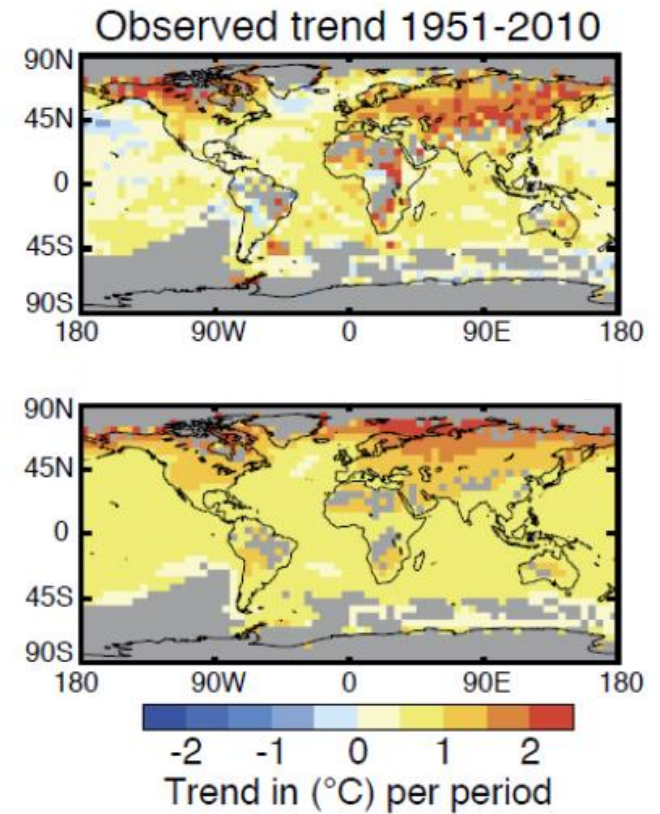 Observed trend 1951-2010
90N
45N
0
45S
90S
180 90W 0 90E 180
90N
45N
0
45S
90S
180 90W 0 90E 180
-2 -1 0 1 2
Trend in (°C) per period